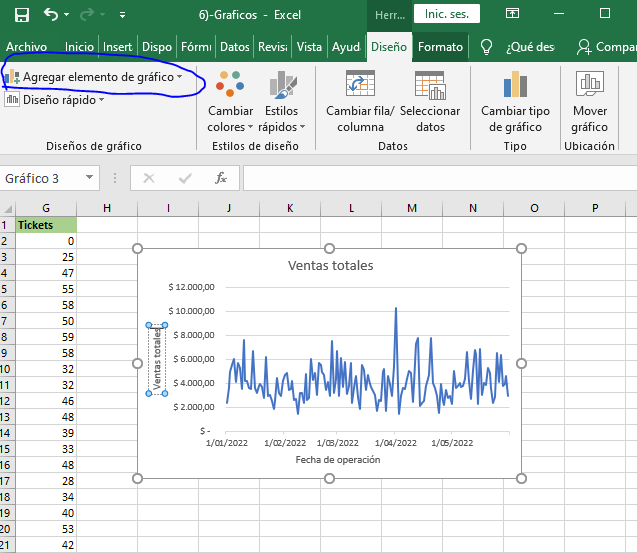 6)-Graficos - Excel
Herr...
Inic. ses.
Archivo Inicio Insert Dispo Fórmu Datos Revisa Vista Ayud Diseño Formato ¿Qué des Compar
Agregar elemento de gráfico
Diseño rápido
Cambiar colores
Estilos rápidos
Cambiar fila/ columna
Seleccionar datos
Cambiar tipo de gráfico
Mover gráfico
Diseños de gráfico Estilos de diseño Datos Tipo Ubicación
Gráfico 3
fx
G H I J K L M N O P
1 Tickets
2 0
3 25
4 47
5 55
6 58
7 50
8 59
9 58
10 32
11 32
12 46
13 48
14 39
15 33
16 48
17 28
18 34
19 40
20 53
21 42
Ventas totales
$ 12.000,00
$ 10.000,00
$ 8.000,00
$ 6.000,00
$ 4.000,00
$ 2.000,00
$ -
Ventas totales
1/01/2022 1/02/2022 1/03/2022 1/04/2022 1/05/2022
Fecha de operación